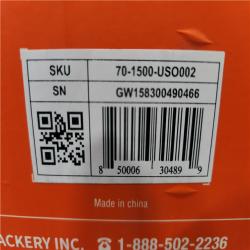 SKU 70-1500-USO002
SN GW158300490466
8 50006 30489 9
Made in china
ACKERY INC. ☎ 1-888-502-2236